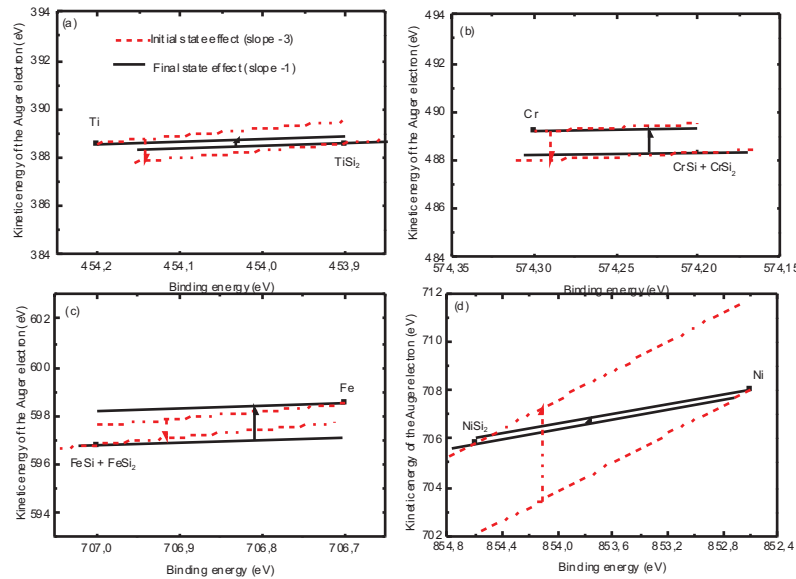 (a)
Initial state effect (slope -3)
Final state effect (slope -1)
Ti
TiSi2
394
392
390
388
386
384
454,2
454,1
454,0
453,9
Kinetic energy of the Auger electron (eV)
Binding energy (eV)
(b)
Cr
CrSi + CrSi2
494
492
490
488
486
484
574,35
574,30
574,25
574,20
574,15
Kinetic energy of the Auger electron (eV)
Binding energy (eV)
(c)
Fe
FeSi + FeSi2
602
600
598
596
594
707,0
706,9
706,8
706,7
Kinetic energy of the Auger electron (eV)
Binding energy (eV)
(d)
Ni
NiSi2
712
710
708
706
704
702
854,8
854,4
854,0
853,6
853,2
852,8
852,4
Kinetic energy of the Auger electron (eV)
Binding energy (eV)